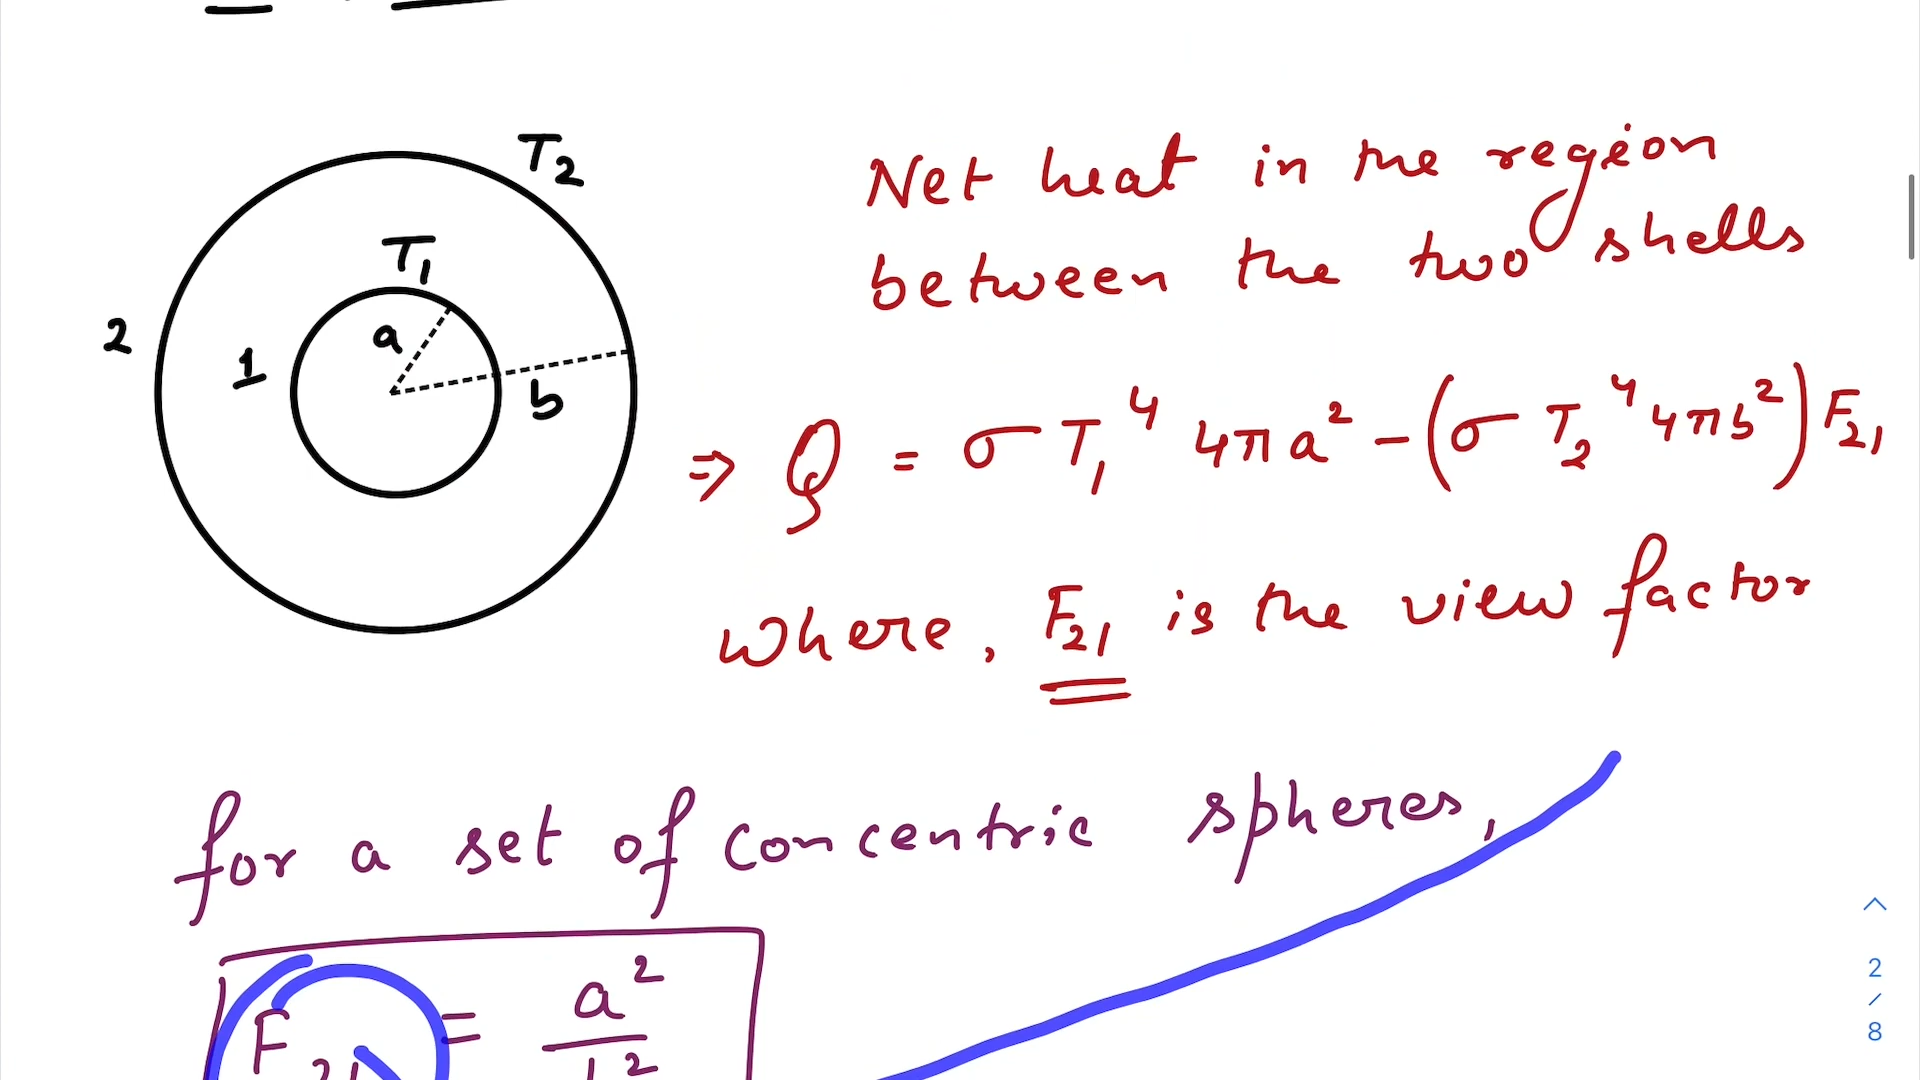 T₂
T₁
a
2
1
b
Net heat in the region
between the two shells
⇒ Q = σ T₁⁴ 4πa² - (σ T₂⁴ 4πb²) F₂₁
where, F₂₁ is the view factor
for a set of concentric spheres,
F₂₁ = a² / b²
2 / 8